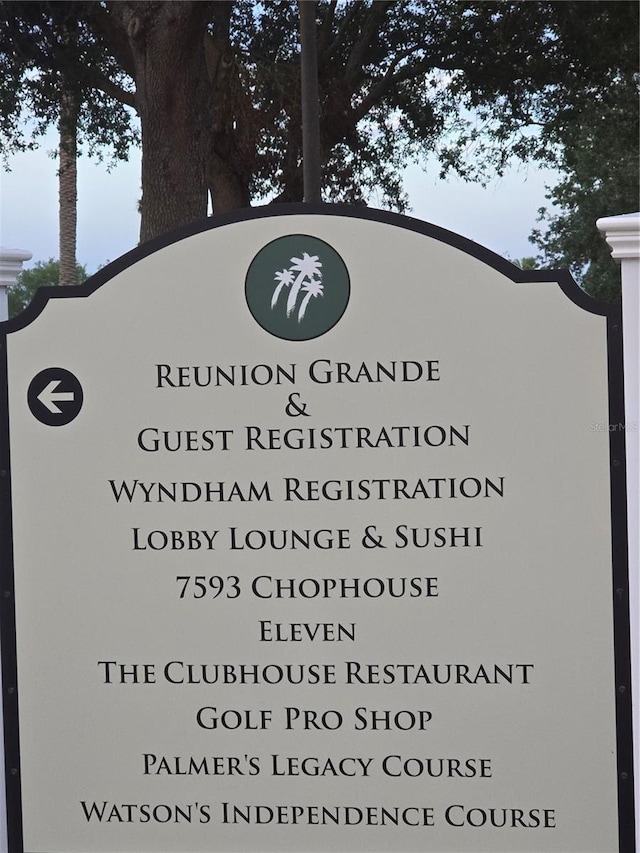 Reunion Grande
&
Guest Registration
Wyndham Registration
Lobby Lounge & Sushi
7593 Chophouse
Eleven
The Clubhouse Restaurant
Golf Pro Shop
Palmer's Legacy Course
Watson's Independence Course